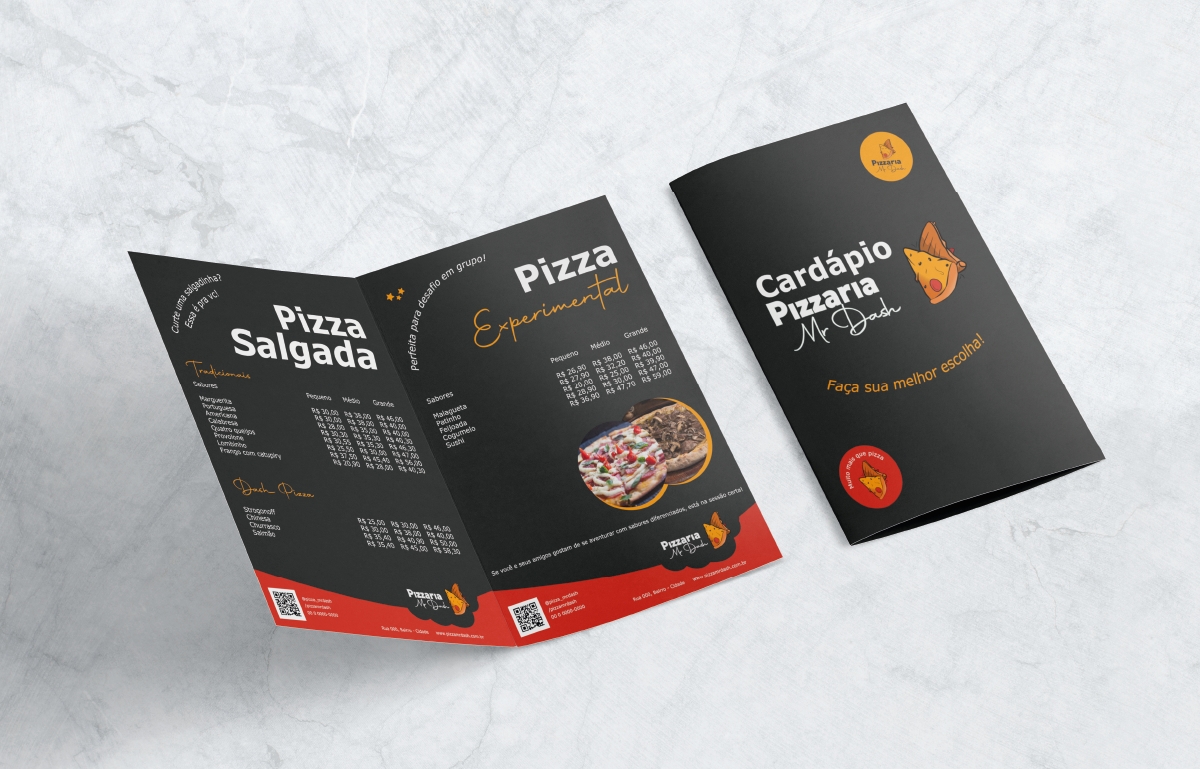 Curte uma salgadinha?
Essa é pra vc!
Pizza
Salgada
Tradicionais
Sabores
Pequeno Médio Grande
Marguerita R$ 30,00 R$ 38,00 R$ 46,00
Portuguesa R$ 30,00 R$ 38,00 R$ 40,00
Americana R$ 28,00 R$ 35,00 R$ 40,00
Calabresa R$ 30,30 R$ 35,30 R$ 40,30
Quatro queijos R$ 35,30 R$ 46,30
Provolone R$ 25,50 R$ 30,00 R$ 47,00
Lombinho R$ 37,50 R$ 45,40 R$ 56,00
Frango com catupiry R$ 20,90 R$ 28,00 R$ 40,30
Dash Pizza
Strogonoff R$ 25,00 R$ 30,00 R$ 46,00
Chinesa R$ 30,00 R$ 38,00 R$ 40,00
Churrasco R$ 35,40 R$ 40,00 R$ 50,00
Salmão R$ 35,40 R$ 45,00 R$ 58,30
@pizza_mrdash
/pizzamrdash
00 0 0000-0000
Pizzaria
Mr Dash
Rua 000, Bairro - Cidade www.pizzamrdash.com.br
Perfeita para desafio em grupo!
Pizza
Experimental
Sabores
Pequeno Médio Grande
Malagueta R$ 26,90 R$ 38,00 R$ 46,00
Patinho R$ 27,90 R$ 32,20 R$ 40,00
Feijoada R$ 25,00 R$ 39,90
Cogumelo R$ 28,90 R$ 30,00 R$ 47,00
Sushi R$ 36,90 R$ 47,70 R$ 59,00
Se você e seus amigos gostam de se aventurar com sabores diferenciados, está na sessão certa!
@pizza_mrdash
/pizzamrdash
00 0 0000-0000
Pizzaria
Mr Dash
Rua 000, Bairro - Cidade www.pizzamrdash.com.br
Pizzaria
Mr Dash
Cardápio
Pizzaria
Mr Dash
Faça sua melhor escolha!
Muito mais que pizza